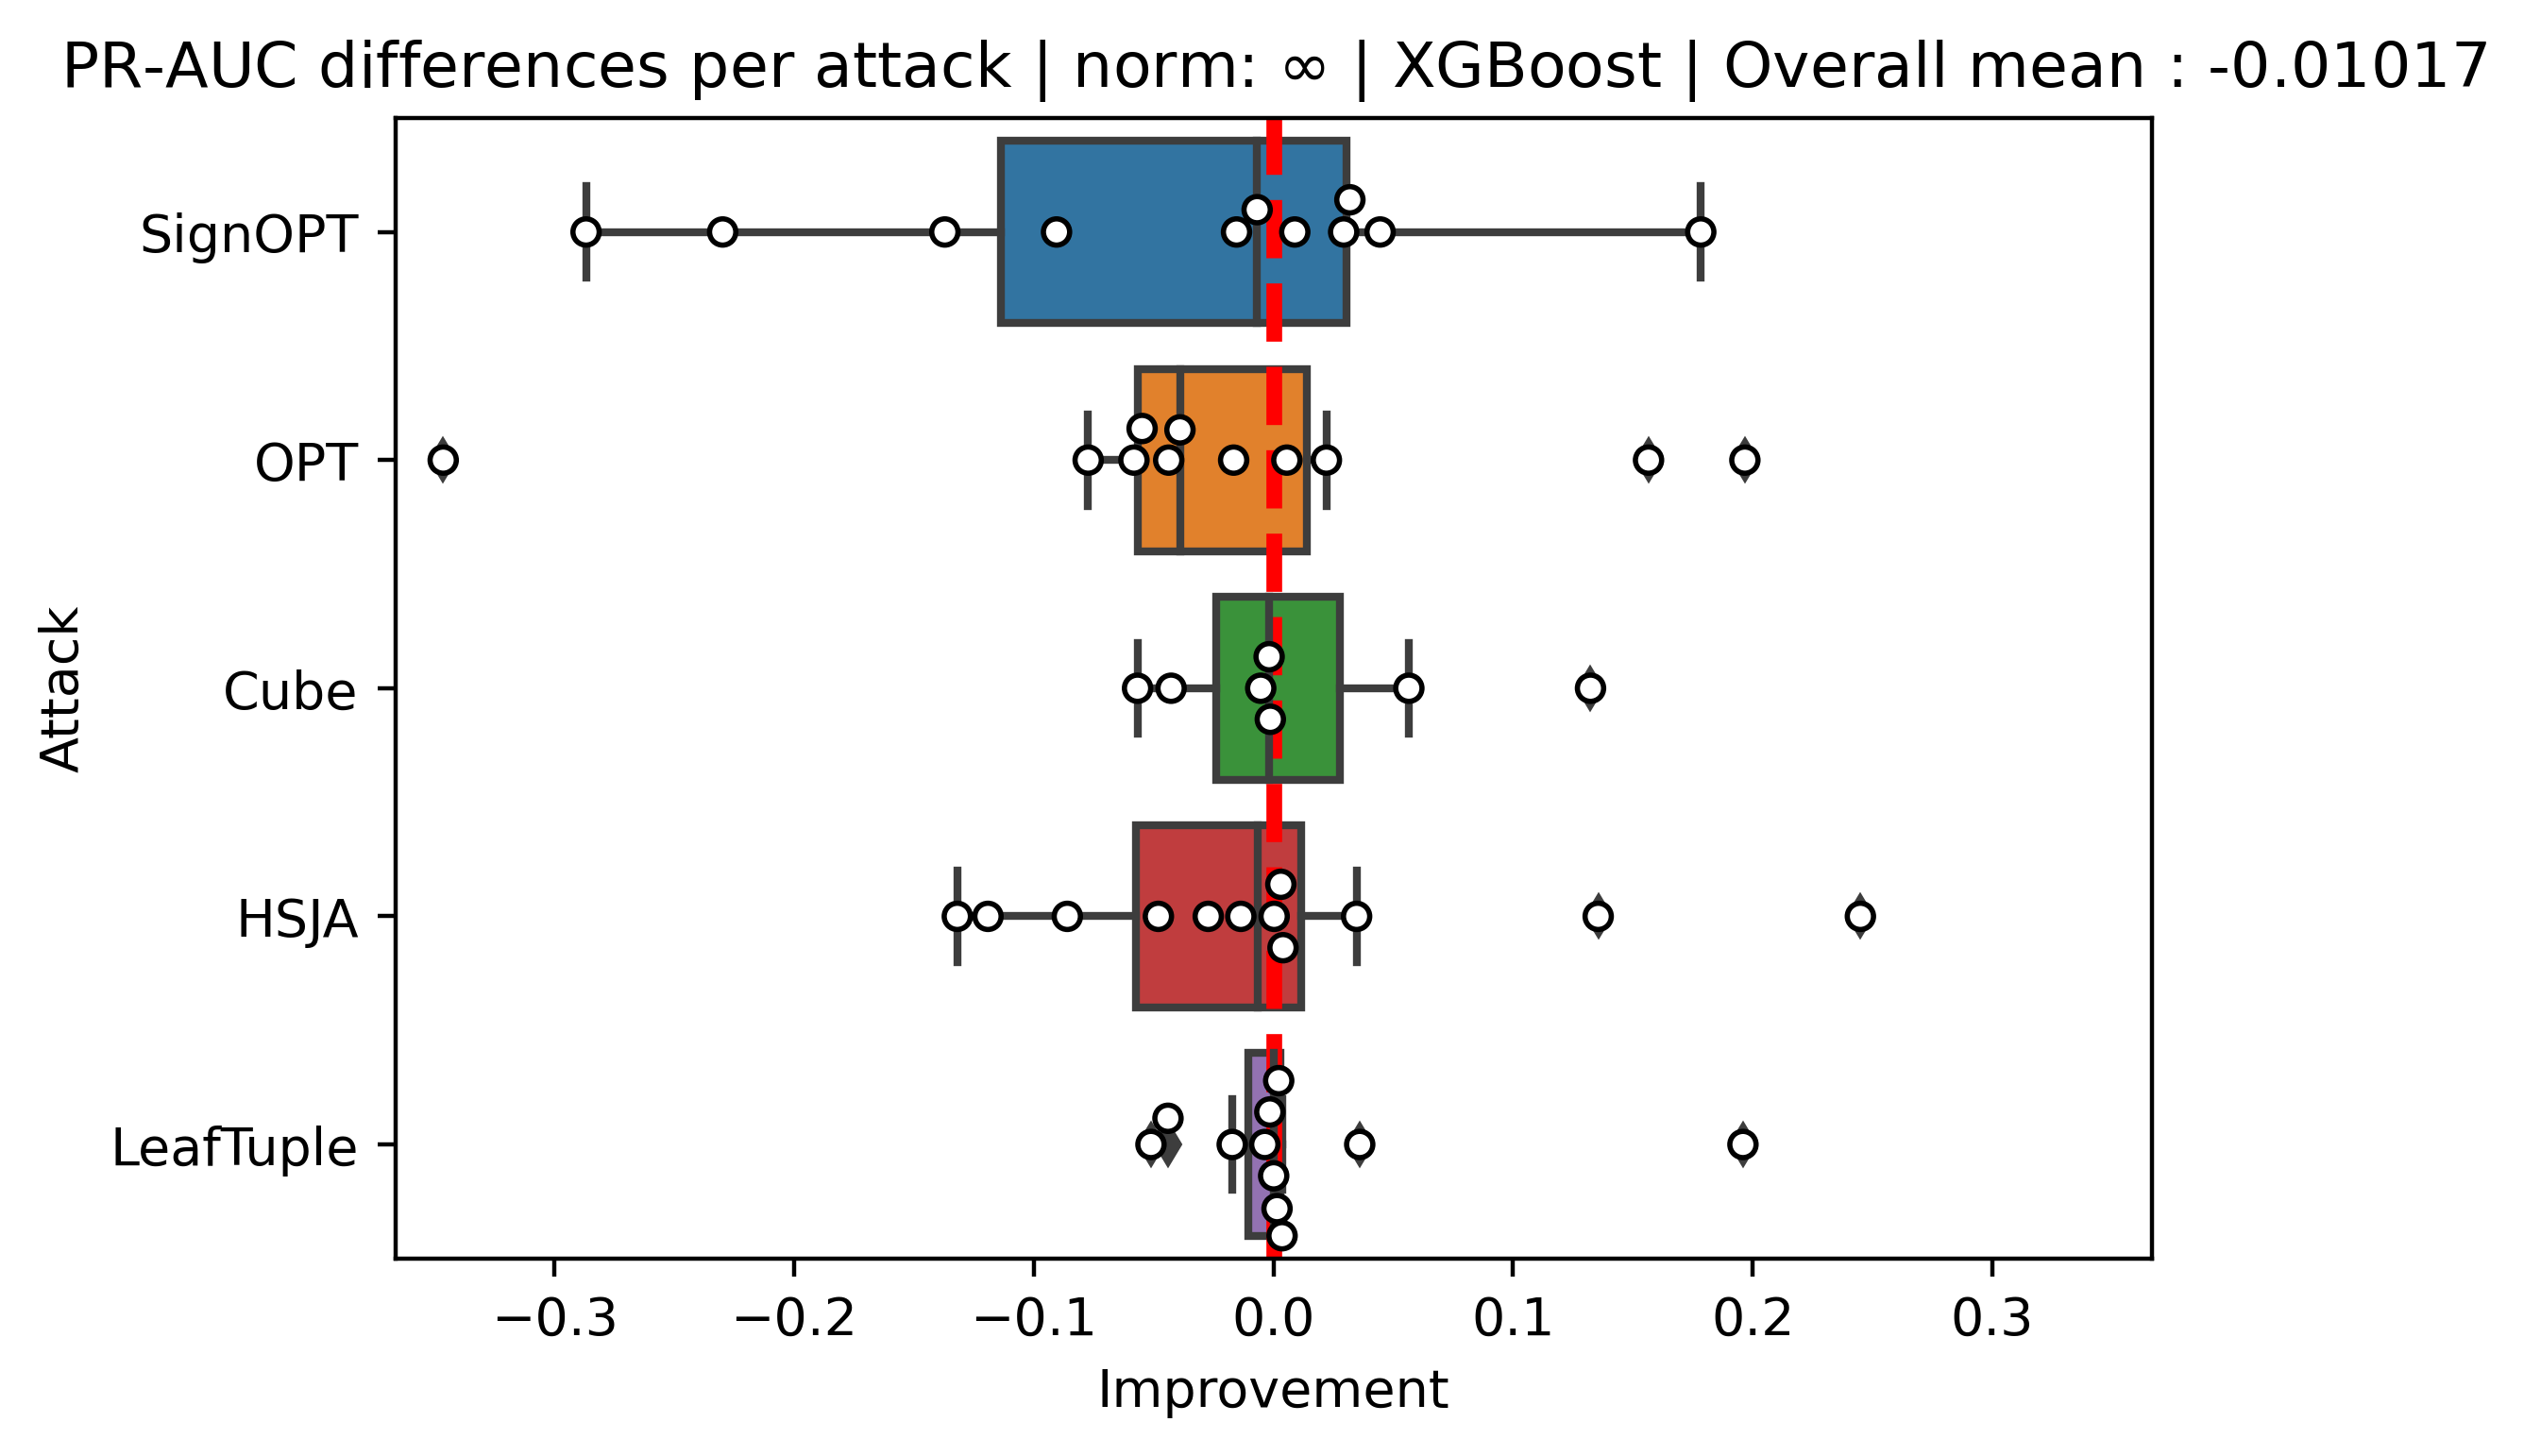 PR-AUC differences per attack | norm: ∞ | XGBoost | Overall mean : -0.01017
Attack
SignOPT
OPT
Cube
HSJA
LeafTuple
−0.3 −0.2 −0.1 0.0 0.1 0.2 0.3
Improvement